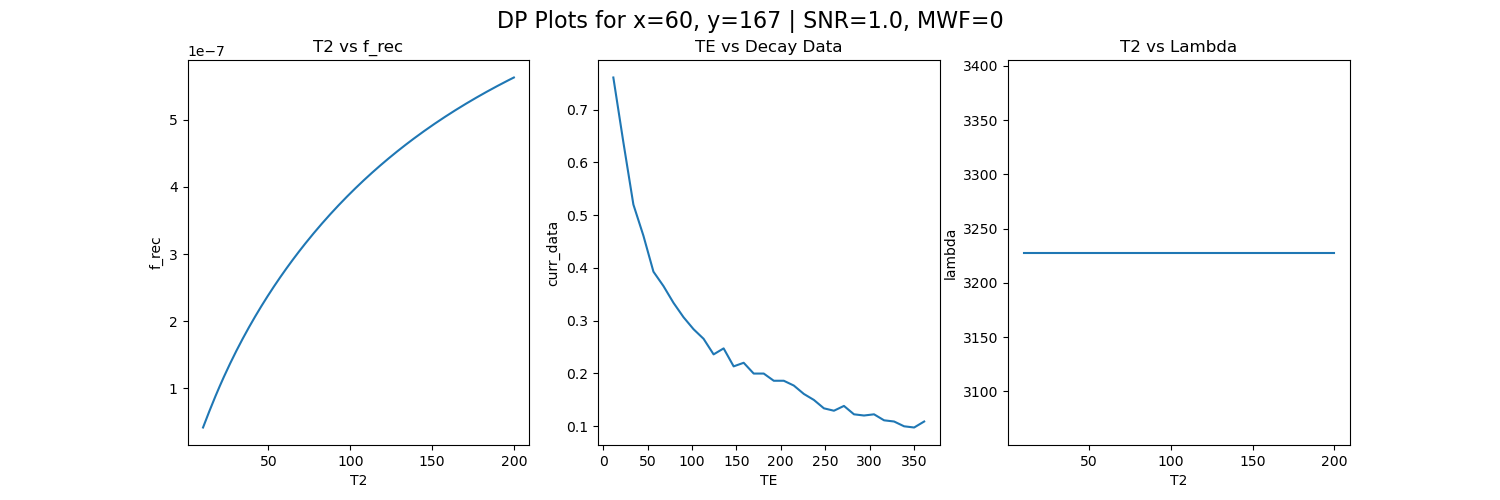 DP Plots for x=60, y=167 | SNR=1.0, MWF=0
T2 vs f_rec
1e−7
5
4
3
2
1
f_rec
50 100 150 200
T2
TE vs Decay Data
0.7
0.6
0.5
0.4
0.3
0.2
0.1
curr_data
0 50 100 150 200 250 300 350
TE
T2 vs Lambda
3400
3350
3300
3250
3200
3150
3100
lambda
50 100 150 200
T2